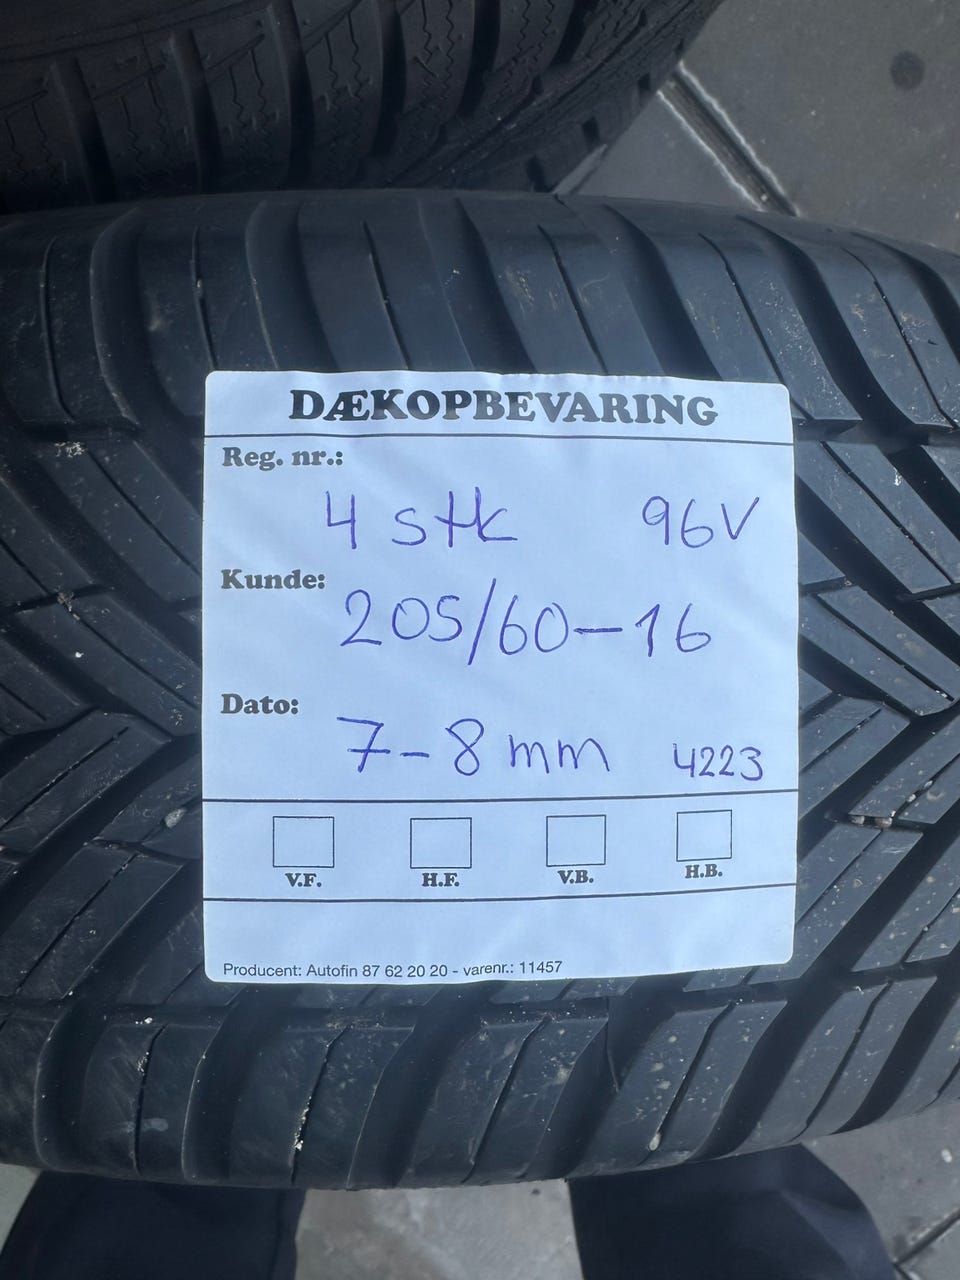 DÆKOPBEVARING
Reg. nr.:
4 stk 96V
Kunde:
205/60-16
Dato:
7-8 mm 4223
V.F. H.F. V.B. H.B.
Producent: Autofin 87 62 20 20 - varenr.: 11457